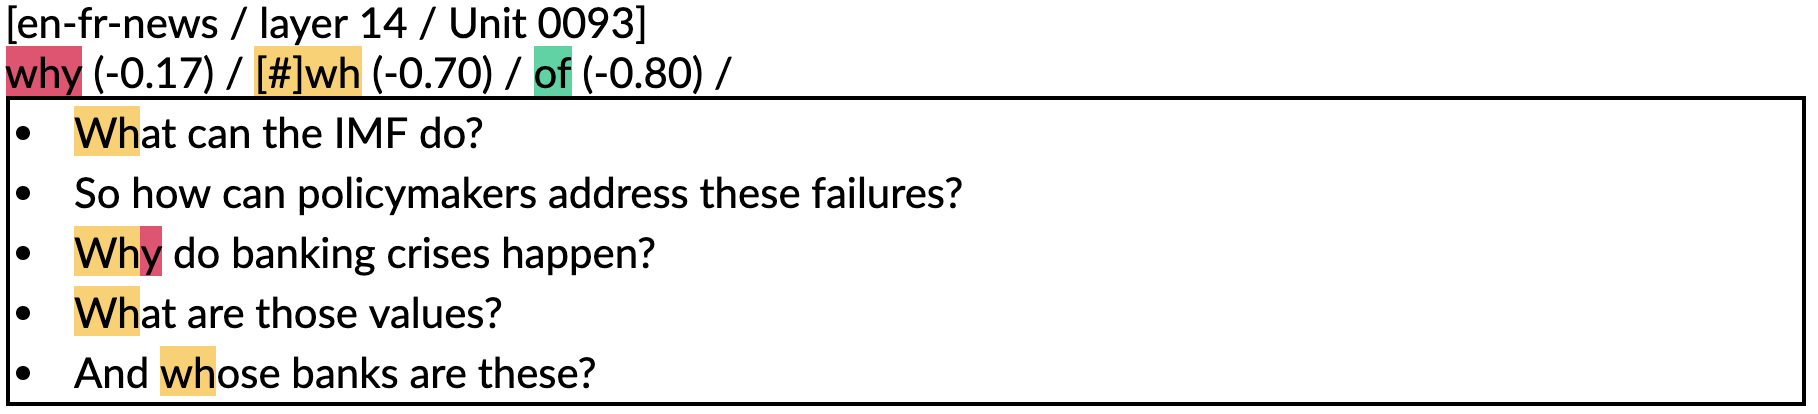 [en-fr-news / layer 14 / Unit 0093]
why (-0.17) / [#]wh (-0.70) / of (-0.80) /
• What can the IMF do?
• So how can policymakers address these failures?
• Why do banking crises happen?
• What are those values?
• And whose banks are these?